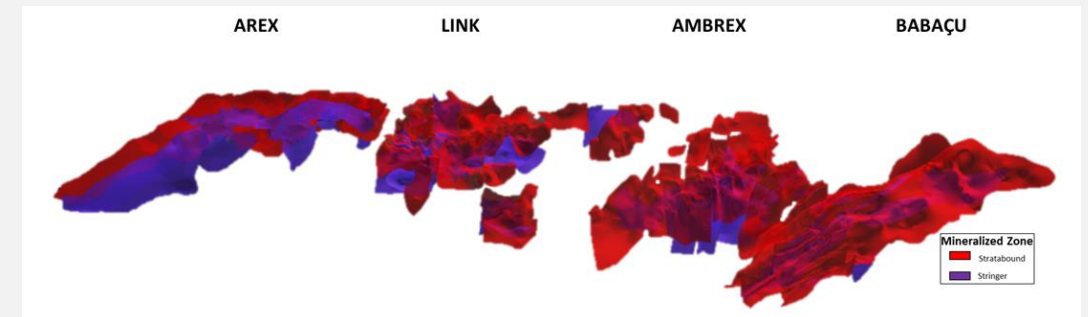 AREX
LINK
AMBREX
BABAÇU
Mineralized Zone
Stratabound
Stringer